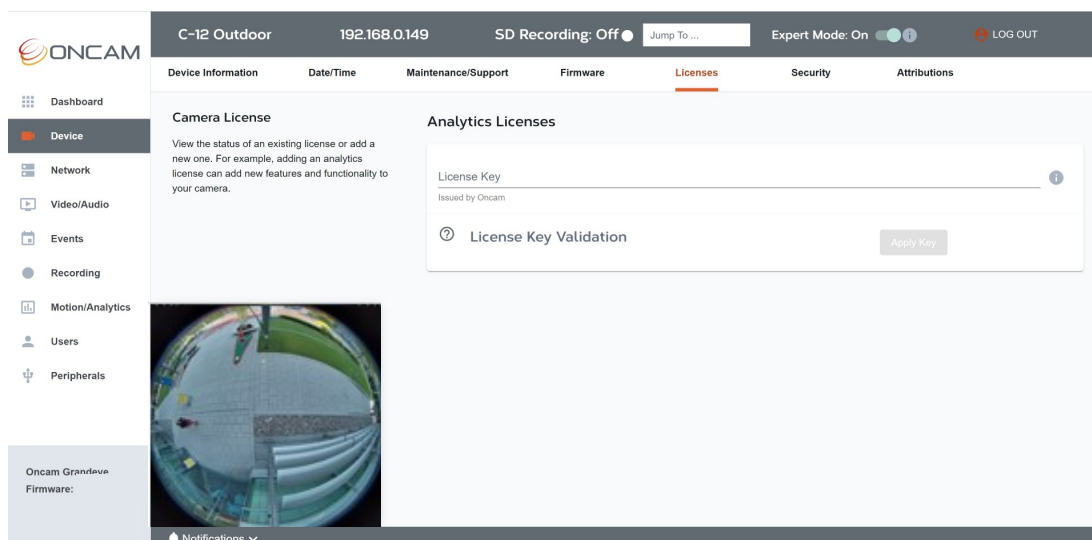 ONCAM
C-12 Outdoor
192.168.0.149
SD Recording: Off
Jump To ...
Expert Mode: On
LOG OUT
Device Information
Date/Time
Maintenance/Support
Firmware
Licenses
Security
Attributions
Dashboard
Device
Network
Video/Audio
Events
Recording
Motion/Analytics
Users
Peripherals
Oncam Grandeye
Firmware:
Camera License
View the status of an existing license or add a
new one. For example, adding an analytics
license can add new features and functionality to
your camera.
Analytics Licenses
License Key
Issued by Oncam
License Key Validation
Apply Key
Notifications